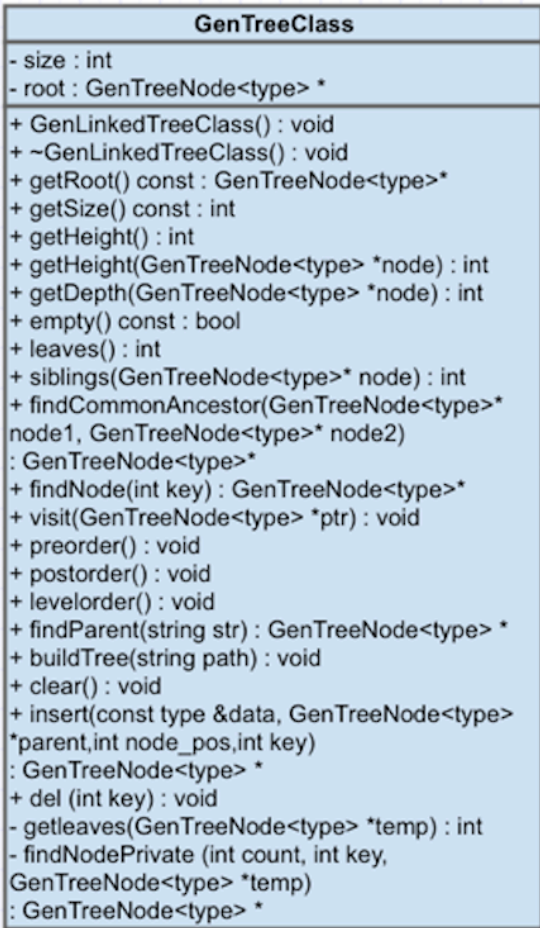 GenTreeClass
- size : int
- root : GenTreeNode<type> *
+ GenLinkedTreeClass() : void
+ ~GenLinkedTreeClass() : void
+ getRoot() const : GenTreeNode<type>*
+ getSize() const : int
+ getHeight() : int
+ getHeight(GenTreeNode<type> *node) : int
+ getDepth(GenTreeNode<type> *node) : int
+ empty() const : bool
+ leaves() : int
+ siblings(GenTreeNode<type>* node) : int
+ findCommonAncestor(GenTreeNode<type>*
node1, GenTreeNode<type>* node2)
: GenTreeNode<type>*
+ findNode(int key) : GenTreeNode<type>*
+ visit(GenTreeNode<type> *ptr) : void
+ preorder() : void
+ postorder() : void
+ levelorder() : void
+ findParent(string str) : GenTreeNode<type> *
+ buildTree(string path) : void
+ clear() : void
+ insert(const type &data, GenTreeNode<type>
*parent,int node_pos,int key)
: GenTreeNode<type> *
+ del (int key) : void
- getleaves(GenTreeNode<type> *temp) : int
- findNodePrivate (int count, int key,
GenTreeNode<type> *temp)
: GenTreeNode<type> *